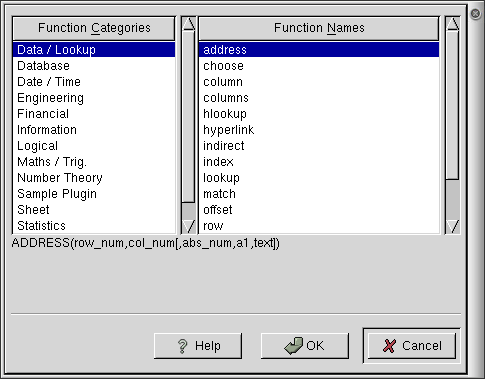 Function Categories
Function Names
Data / Lookup
Database
Date / Time
Engineering
Financial
Information
Logical
Maths / Trig.
Number Theory
Sample Plugin
Sheet
Statistics
address
choose
column
columns
hlookup
hyperlink
indirect
index
lookup
match
offset
row
ADDRESS(row_num,col_num[,abs_num,a1,text])
Help
OK
Cancel